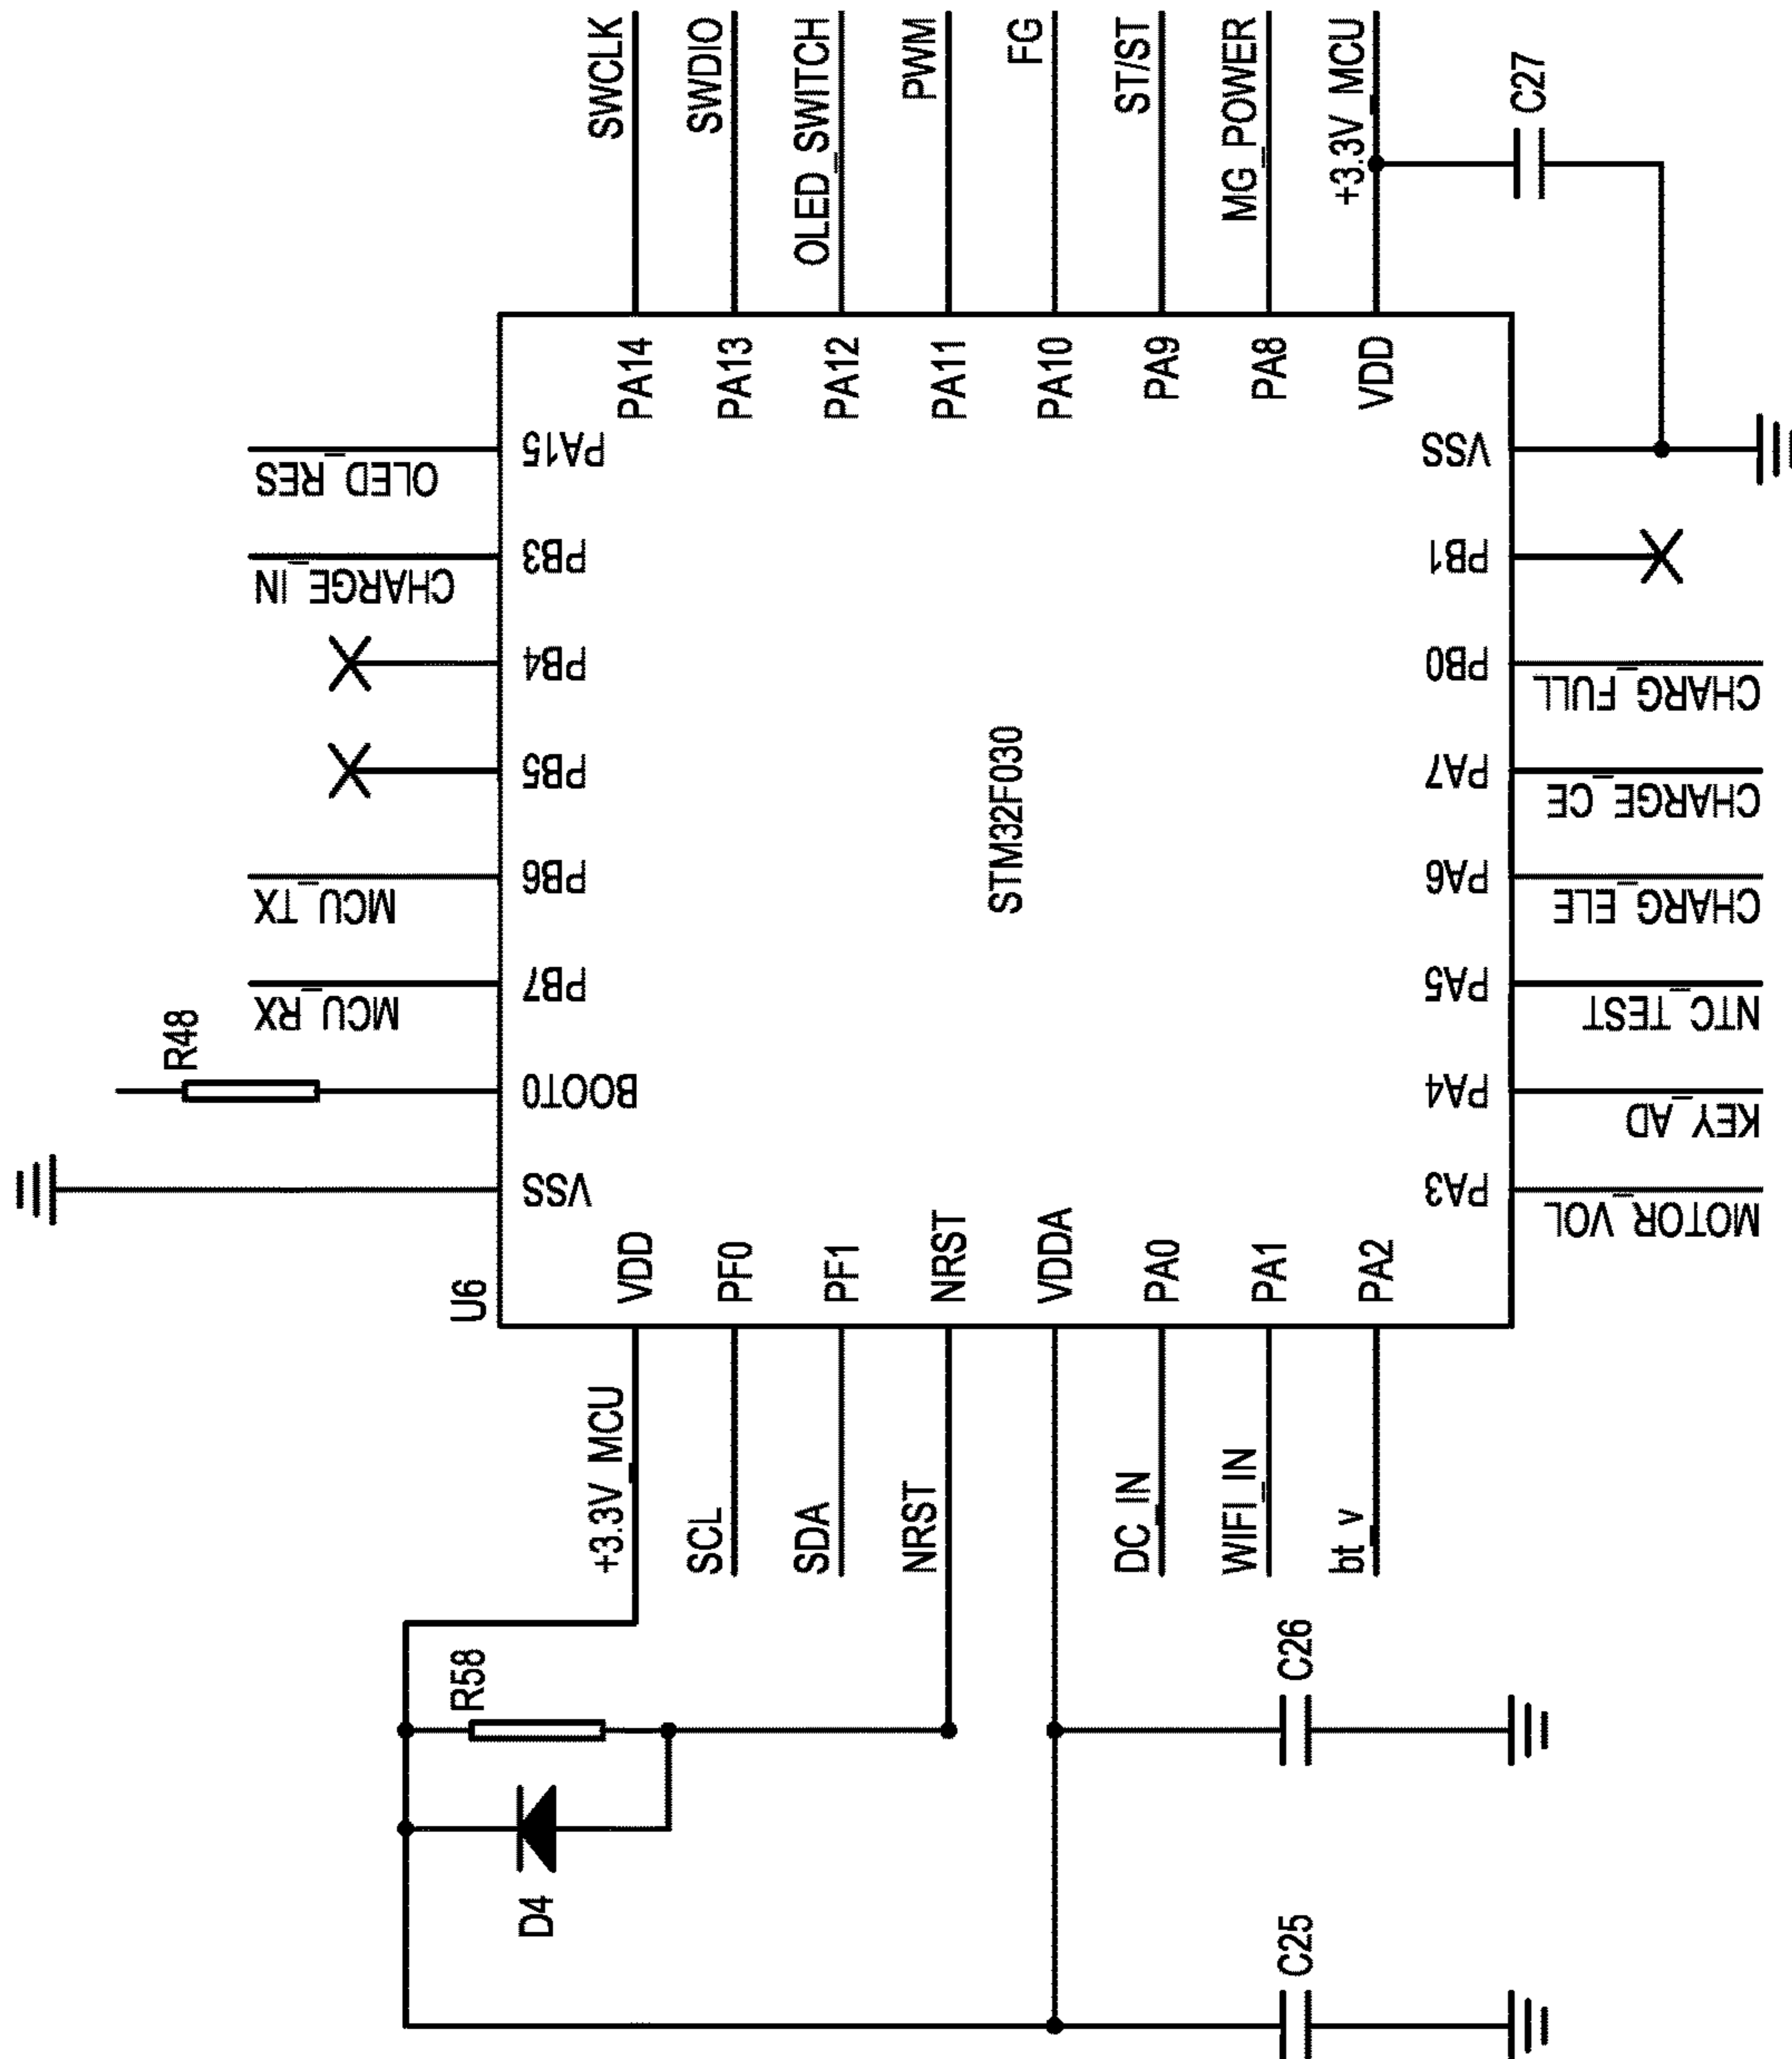 SWCLK
SWDIO
OLED_SWITCH
PWM
FG
ST/ST
MG_POWER
+3.3V_MCU
C27
PA14
PA13
PA12
PA11
PA10
PA9
PA8
VDD
OLED_RES
PA15
CHARGE_IN
PB3
PB4
PB5
MCU_TX
PB6
MCU_RX
PB7
R48
BOOT0
VSS
STM32F030
VSS
PB1
PB0
CHARG_FULL
PA7
CHARGE_CE
PA6
CHARG_ELE
PA5
NTC_TEST
PA4
KEY_AD
PA3
MOTOR_VOL
U6
VDD
PF0
PF1
NRST
VDDA
PA0
PA1
PA2
+3.3V_MCU
SCL
SDA
NRST
DC_IN
WIFI_IN
bt_v
R58
C26
D4
C25